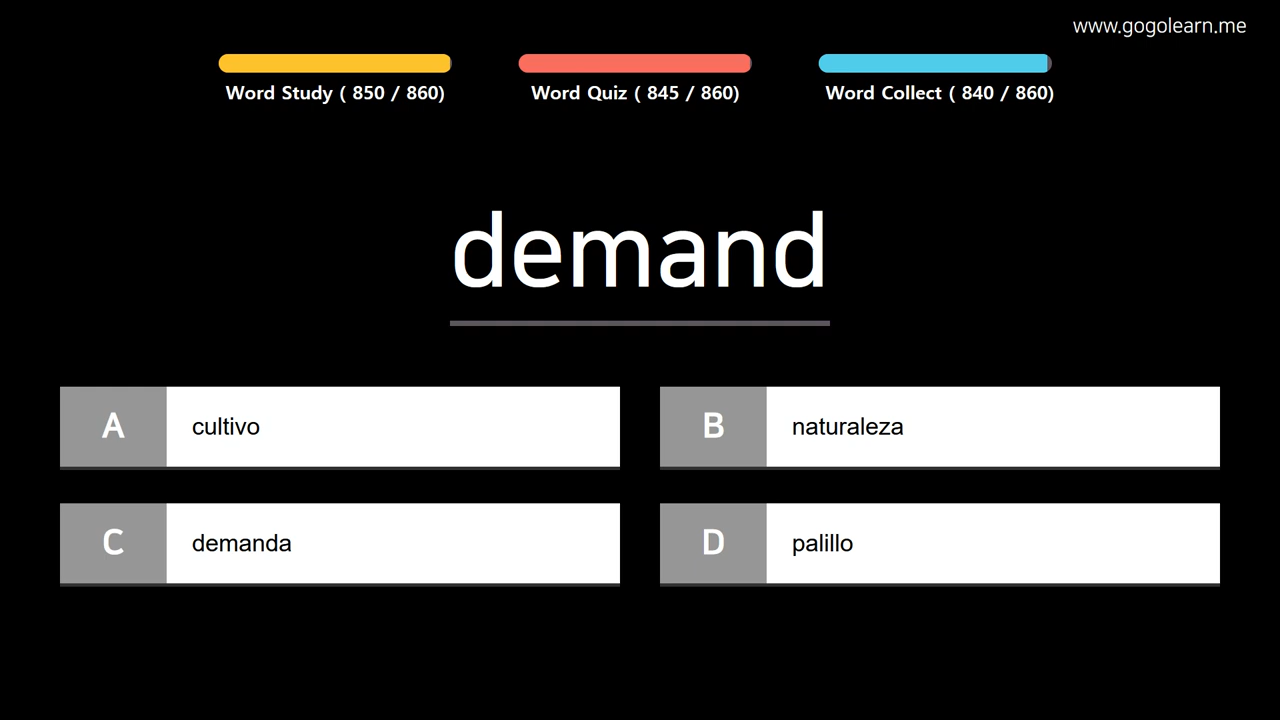 www.gogolearn.me
Word Study ( 850 / 860)
Word Quiz ( 845 / 860)
Word Collect ( 840 / 860)
demand
A cultivo
B naturaleza
C demanda
D palillo